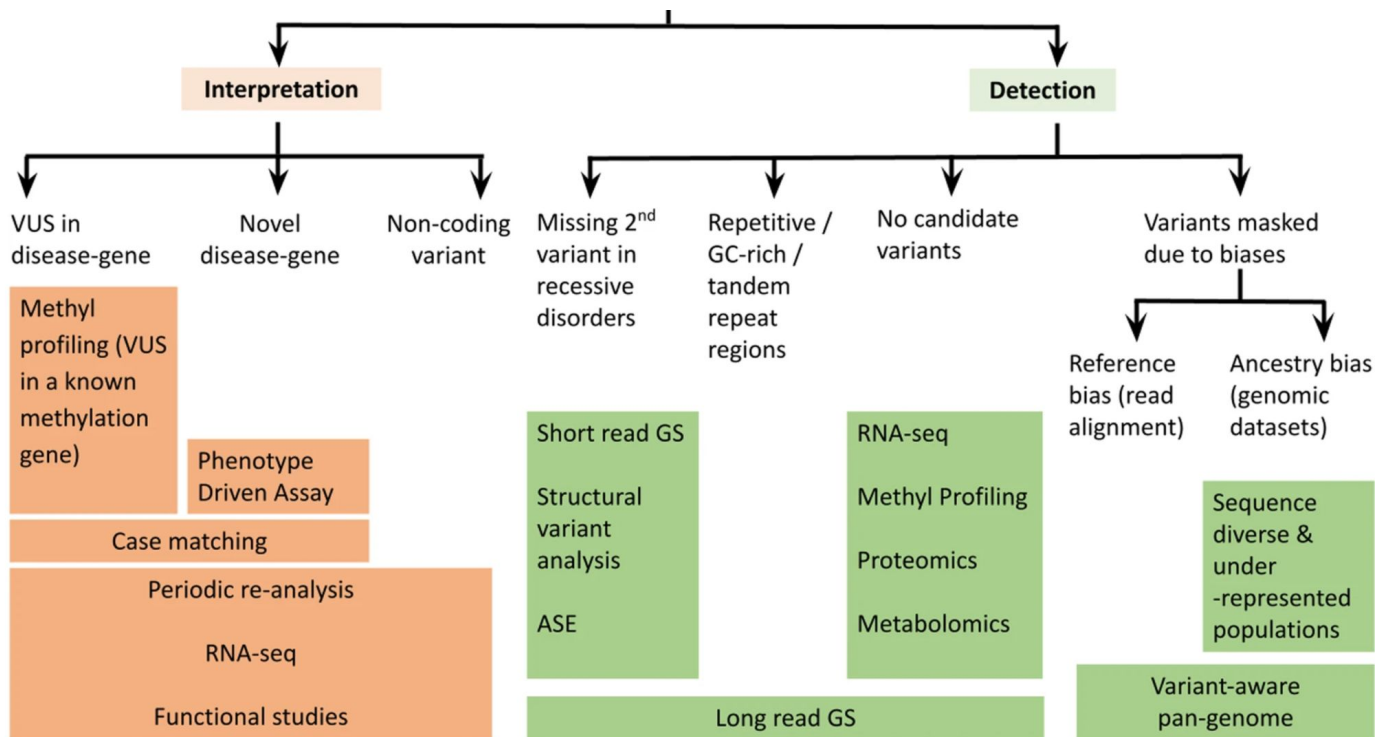 Interpretation
Detection
VUS in
disease-gene
Novel
disease-gene
Non-coding
variant
Missing 2nd
variant in
recessive
disorders
Repetitive /
GC-rich /
tandem
repeat
regions
No candidate
variants
Variants masked
due to biases
Reference
bias (read
alignment)
Ancestry bias
(genomic
datasets)
Methyl
profiling (VUS
in a known
methylation
gene)
Phenotype
Driven Assay
Case matching
Periodic re-analysis
RNA-seq
Functional studies
Short read GS
Structural
variant
analysis
ASE
RNA-seq
Methyl Profiling
Proteomics
Metabolomics
Long read GS
Sequence
diverse &
under
-represented
populations
Variant-aware
pan-genome